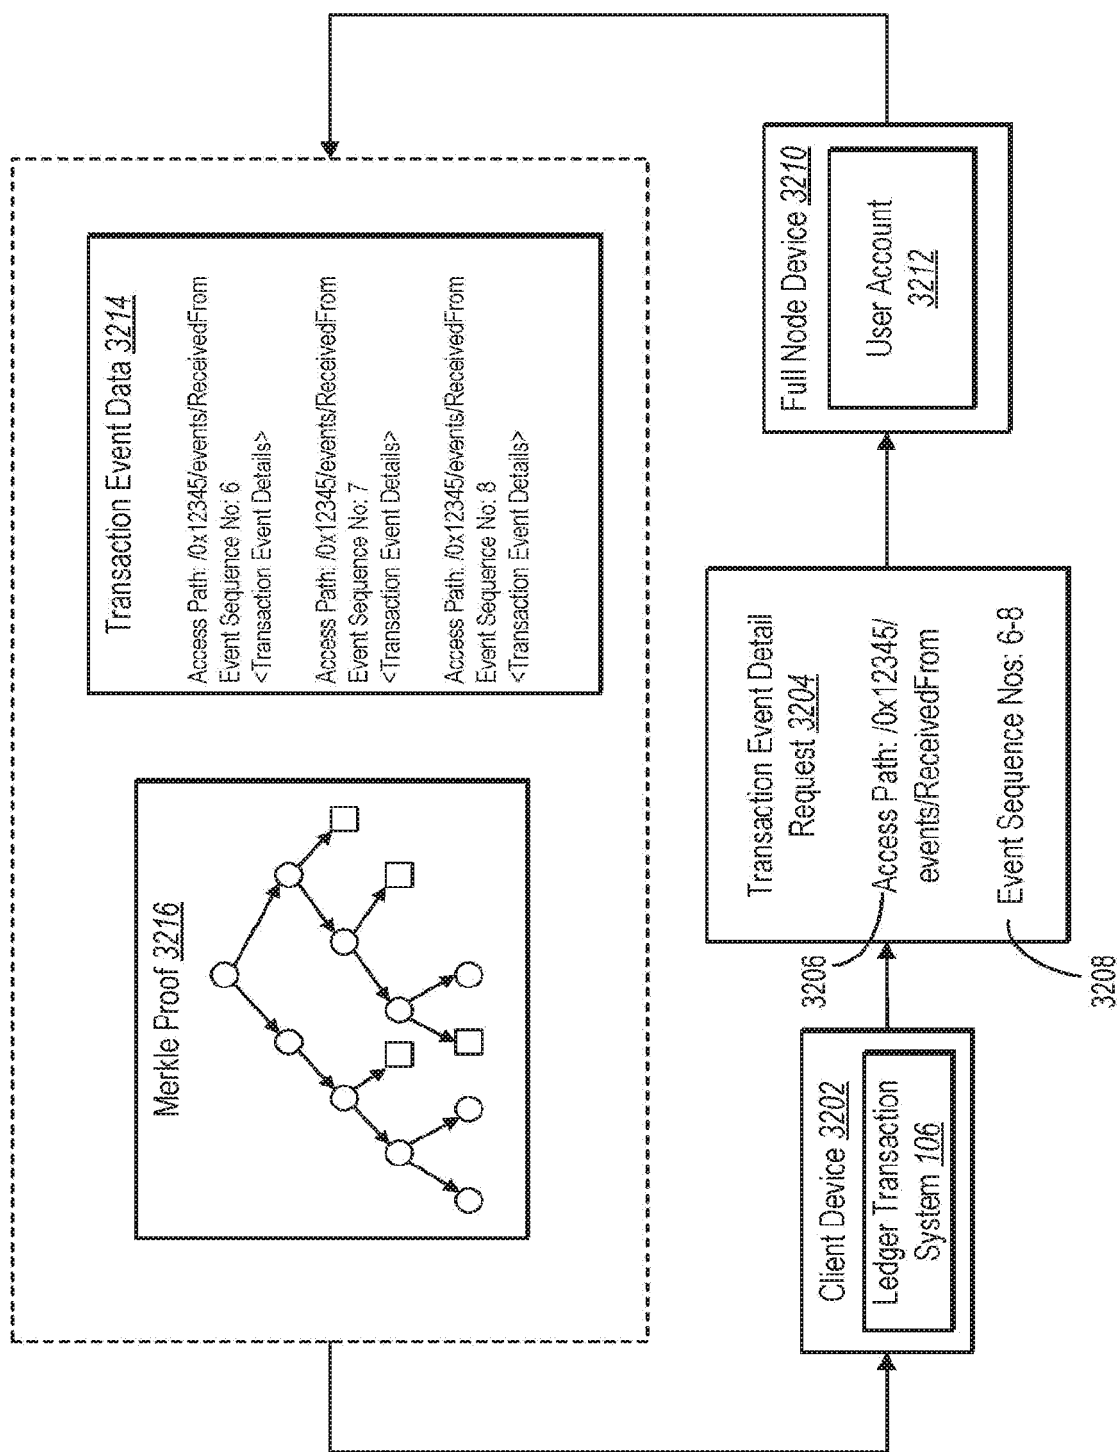 Merkle Proof 3216
Transaction Event Data 3214
Access Path: /0x12345/events/ReceivedFrom
Event Sequence No: 6
<Transaction Event Details>
Access Path: /0x12345/events/ReceivedFrom
Event Sequence No: 7
<Transaction Event Details>
Access Path: /0x12345/events/ReceivedFrom
Event Sequence No: 8
<Transaction Event Details>
Client Device 3202
Ledger Transaction
System 106
Transaction Event Detail
Request 3204
3206
Access Path: /0x12345/
events/ReceivedFrom
Event Sequence Nos: 6-8
3208
Full Node Device 3210
User Account
3212